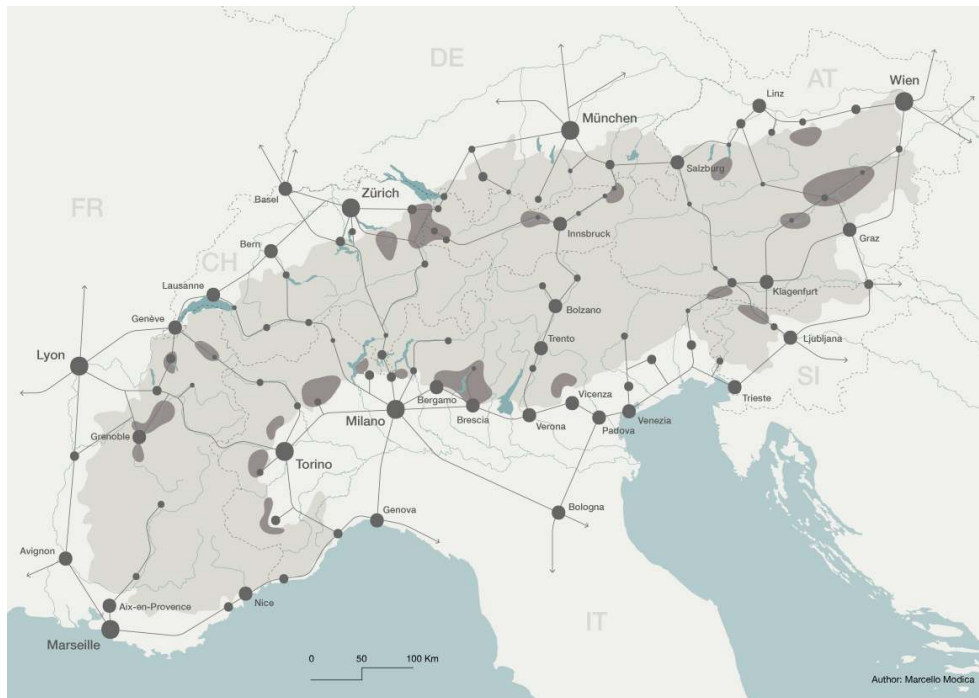 DE
AT
Wien
Linz
München
Salzburg
Basel
Zürich
FR
Innsbruck
Graz
Bern
CH
Lausanne
Klagenfurt
Bolzano
Genève
Ljubljana
Trento
Lyon
SI
Bergamo
Vicenza
Trieste
Milano
Brescia
Verona
Padova
Venezia
Grenoble
Torino
Genova
Bologna
Avignon
Aix-en-Provence
Nice
IT
Marseille
0 50 100 Km
Author: Marcello Modica